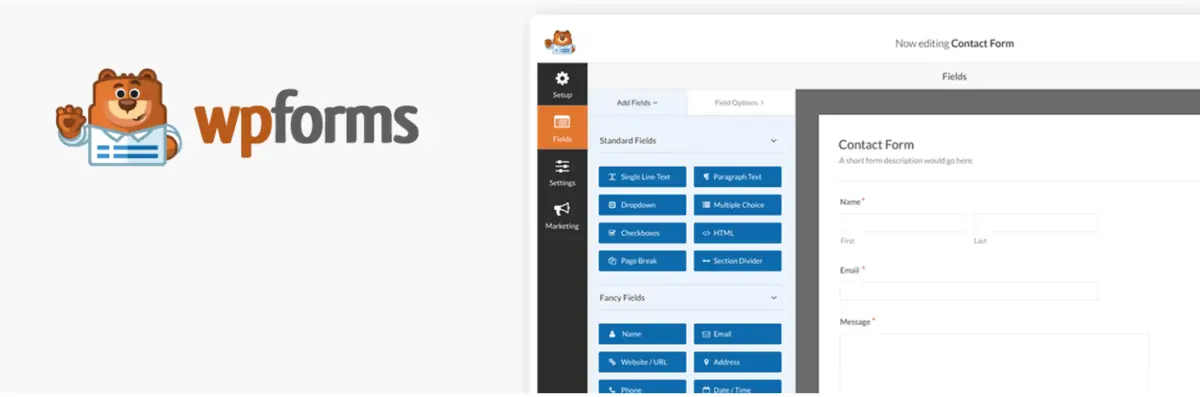 wpforms
Now editing Contact Form
Fields
Setup
Fields
Settings
Marketing
Add Fields
Field Options
Standard Fields
Single Line Text
Paragraph Text
Dropdown
Multiple Choice
Checkboxes
HTML
Page Break
Section Divider
Fancy Fields
Name
Email
Website / URL
Address
Phone
Date / Time
Contact Form
A short form description would go here.
Name *
First
Last
Email *
Message *